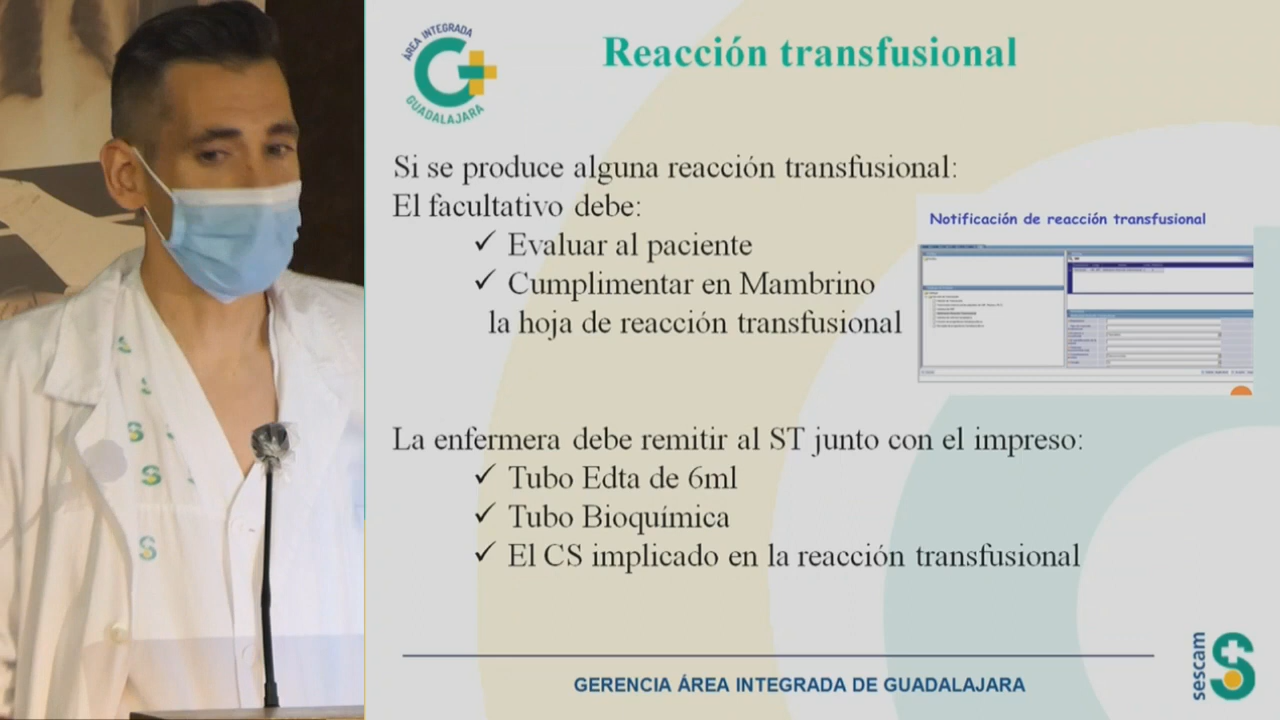 ÁREA INTEGRADA
GUADALAJARA
Reacción transfusional
Si se produce alguna reacción transfusional:
El facultativo debe:
✓ Evaluar al paciente
✓ Cumplimentar en Mambrino
la hoja de reacción transfusional
Notificación de reacción transfusional
La enfermera debe remitir al ST junto con el impreso:
✓ Tubo Edta de 6ml
✓ Tubo Bioquímica
✓ El CS implicado en la reacción transfusional
GERENCIA ÁREA INTEGRADA DE GUADALAJARA
sescam